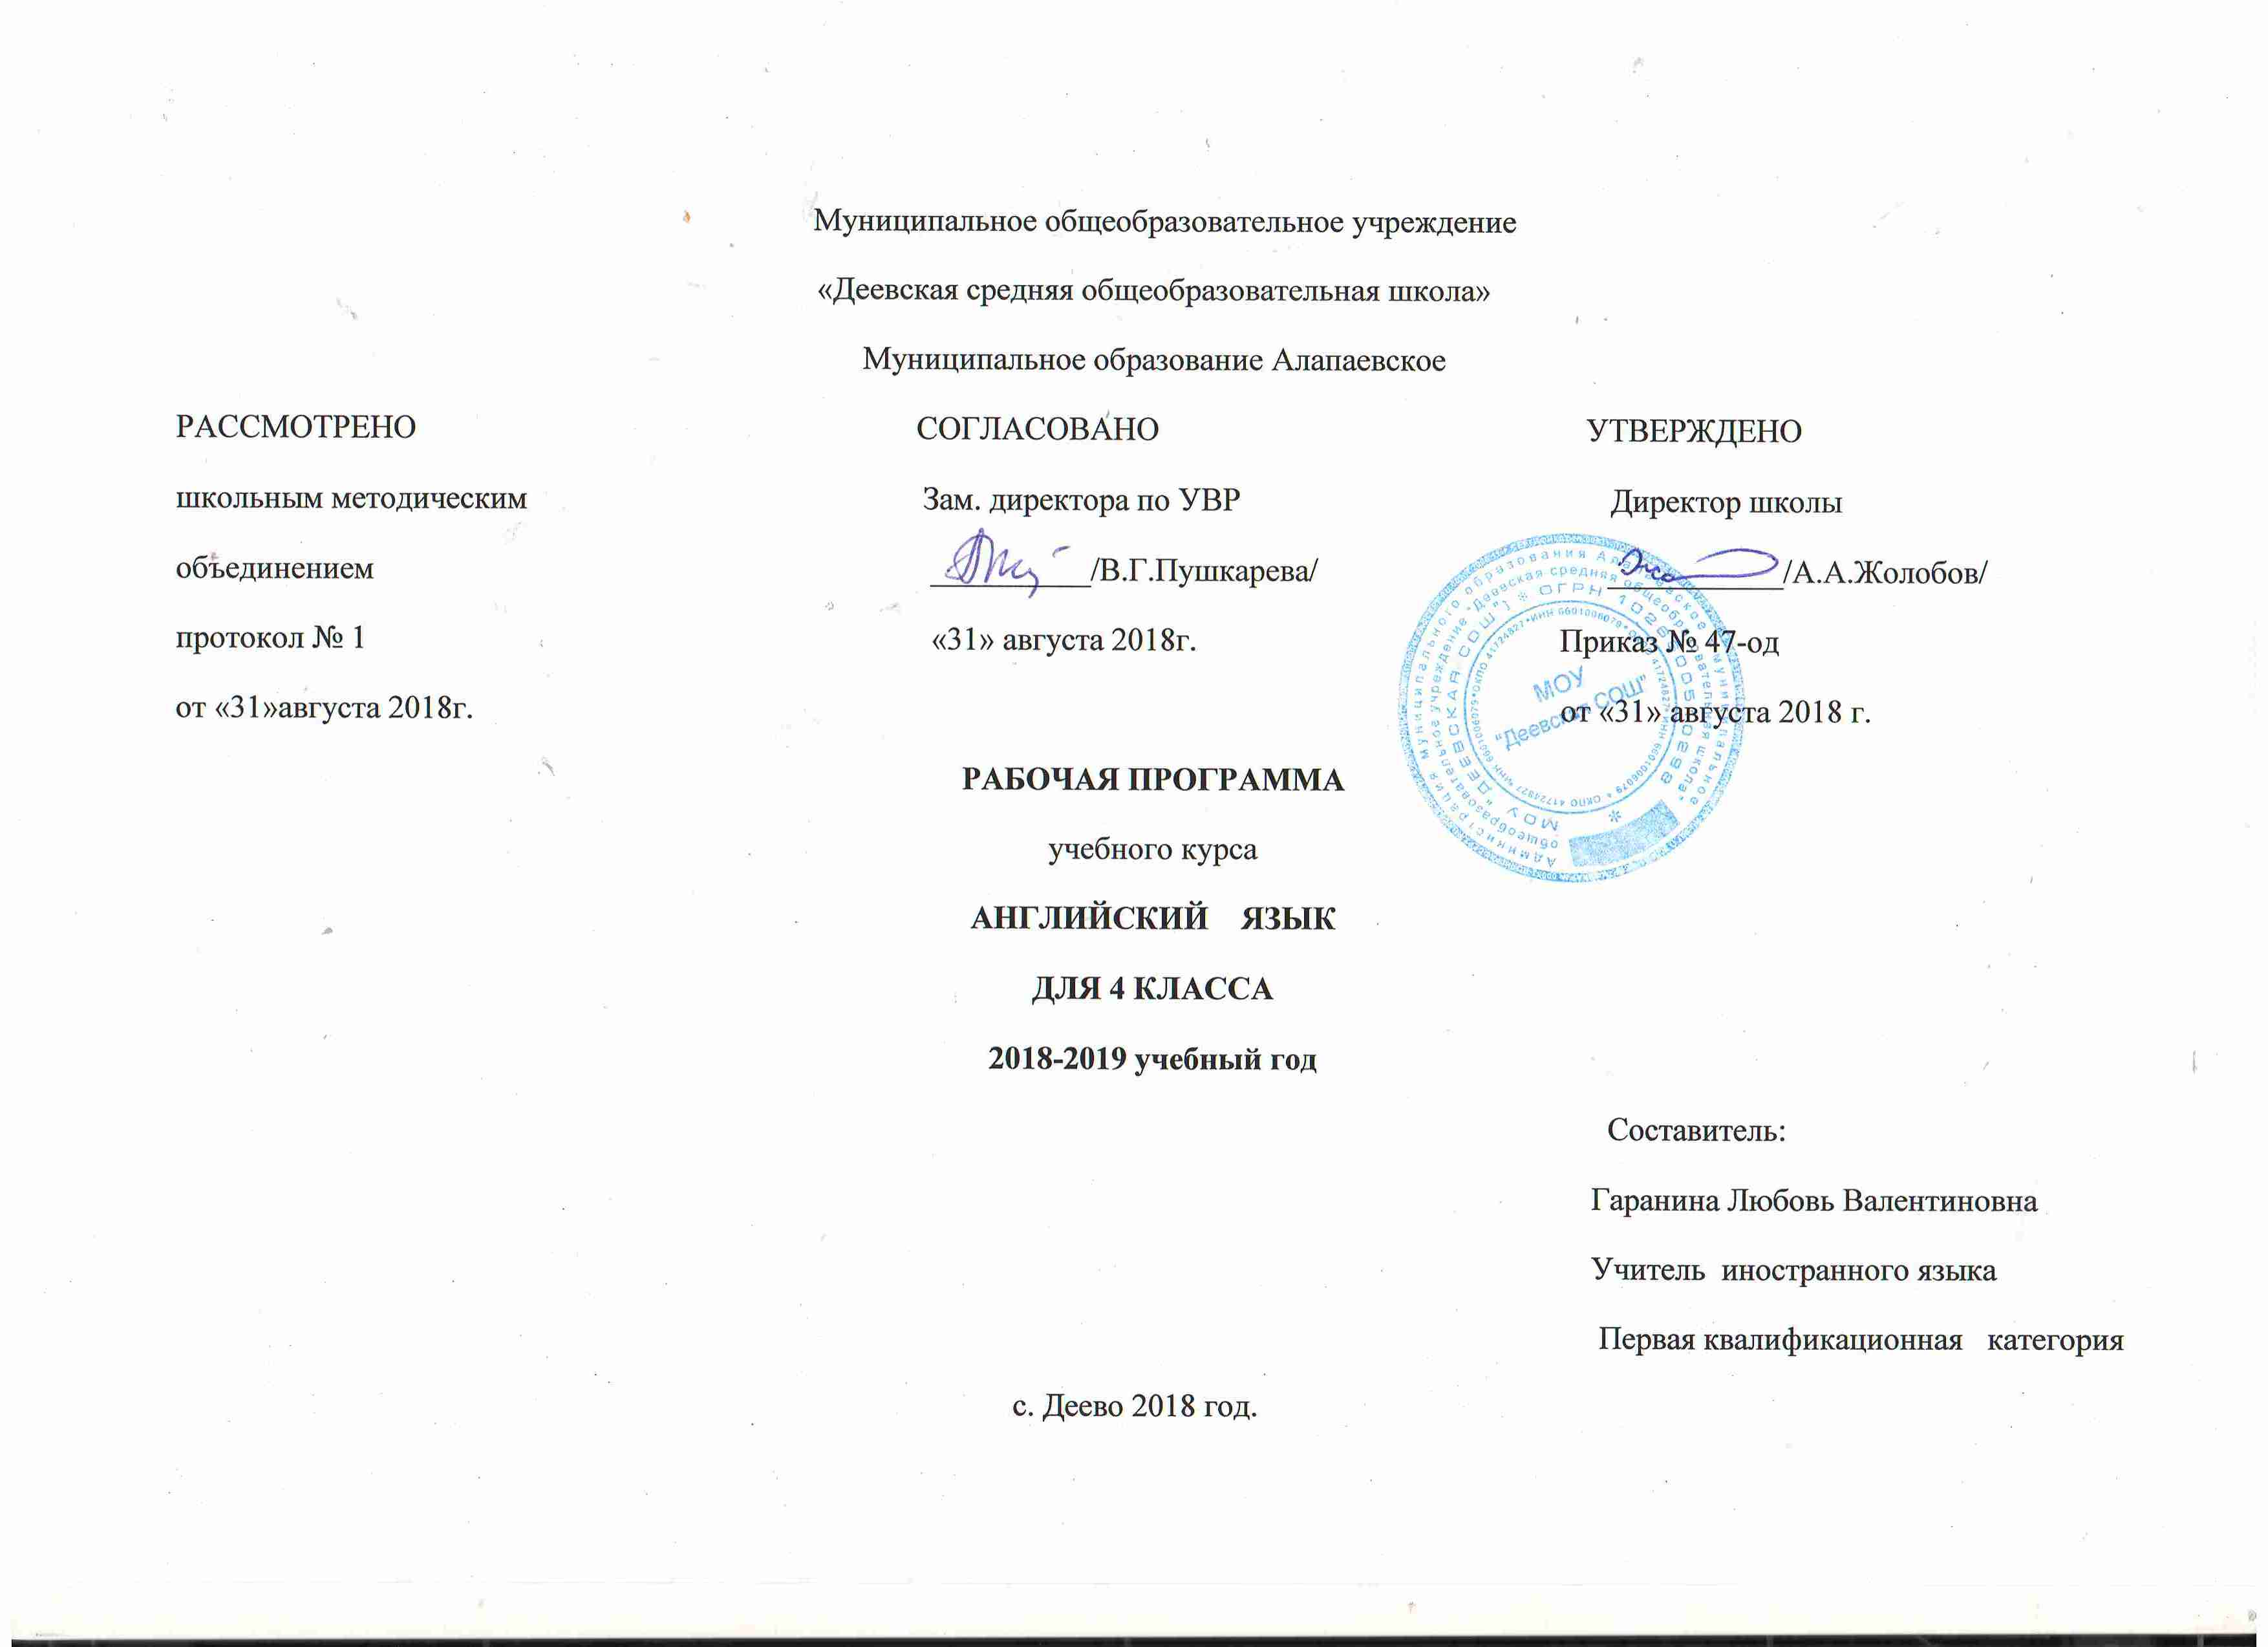 Муниципальное общеобразовательное учреждение
«Деевская средняя общеобразовательная школа»
Муниципальное образование Алапаевское
РАССМОТРЕНО
школьным методическим
объединением
протокол № 1
от «31»августа 2018г.
СОГЛАСОВАНО
Зам. директора по УВР
/В.Г.Пушкарева/
«31» августа 2018г.
УТВЕРЖДЕНО
Директор школы
/А.А.Жолобов/
Приказ № 47-од
от «31» августа 2018 г.
МОУ
"Деевская СОШ"
РАБОЧАЯ ПРОГРАММА
учебного курса
АНГЛИЙСКИЙ ЯЗЫК
ДЛЯ 4 КЛАССА
2018-2019 учебный год
Составитель:
Гаранина Любовь Валентиновна
Учитель иностранного языка
Первая квалификационная категория
с. Деево 2018 год.